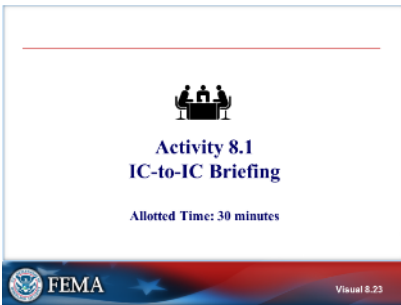 Activity 8.1
IC-to-IC Briefing
Allotted Time: 30 minutes
FEMA
Visual 8.23